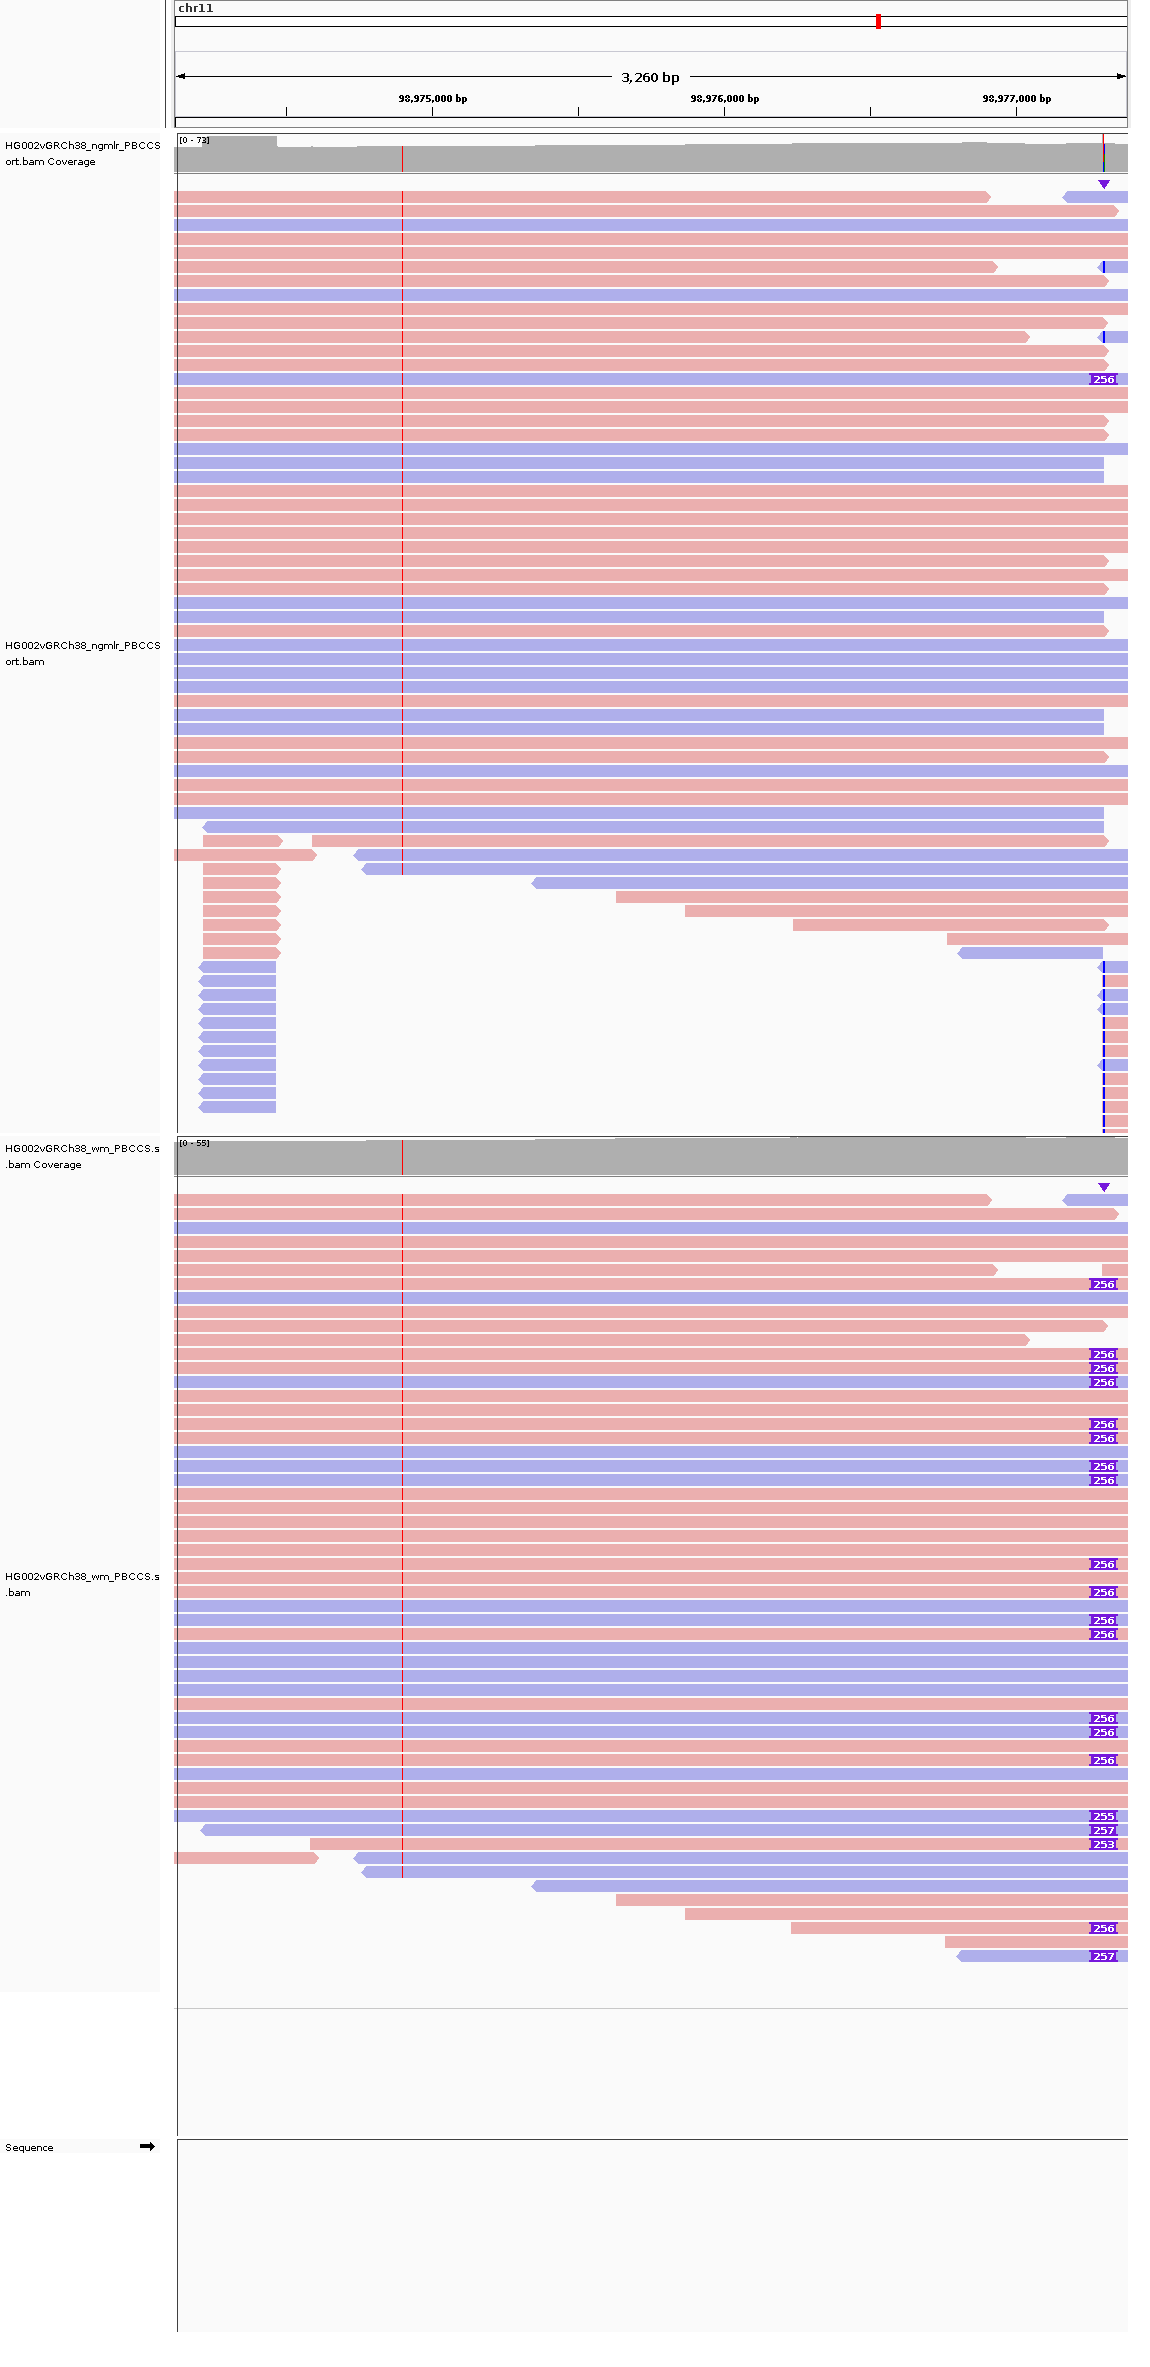 chr11
3,260 bp
98,975,000 bp 98,976,000 bp 98,977,000 bp
HG002vGRCh38_ngmlr_PBCCS
ort.bam Coverage
[0 - 73]
256
HG002vGRCh38_ngmlr_PBCCS
ort.bam
HG002vGRCh38_wm_PBCCS.s
.bam Coverage
[0 - 55]
256
256
256
256
256
256
256
256
256
HG002vGRCh38_wm_PBCCS.s
.bam
256
256
256
256
256
256
255
257
253
256
257
Sequence